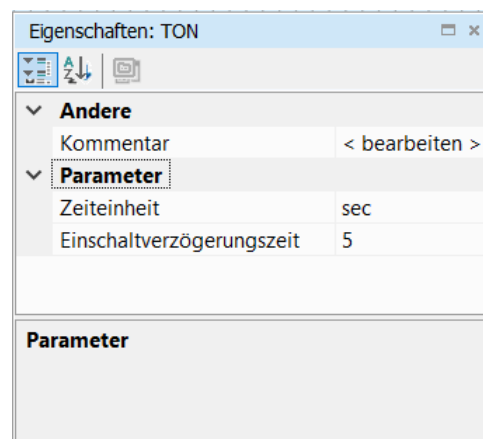 Eigenschaften: TON
Andere
Kommentar < bearbeiten >
Parameter
Zeiteinheit sec
Einschaltverzögerungszeit 5
Parameter